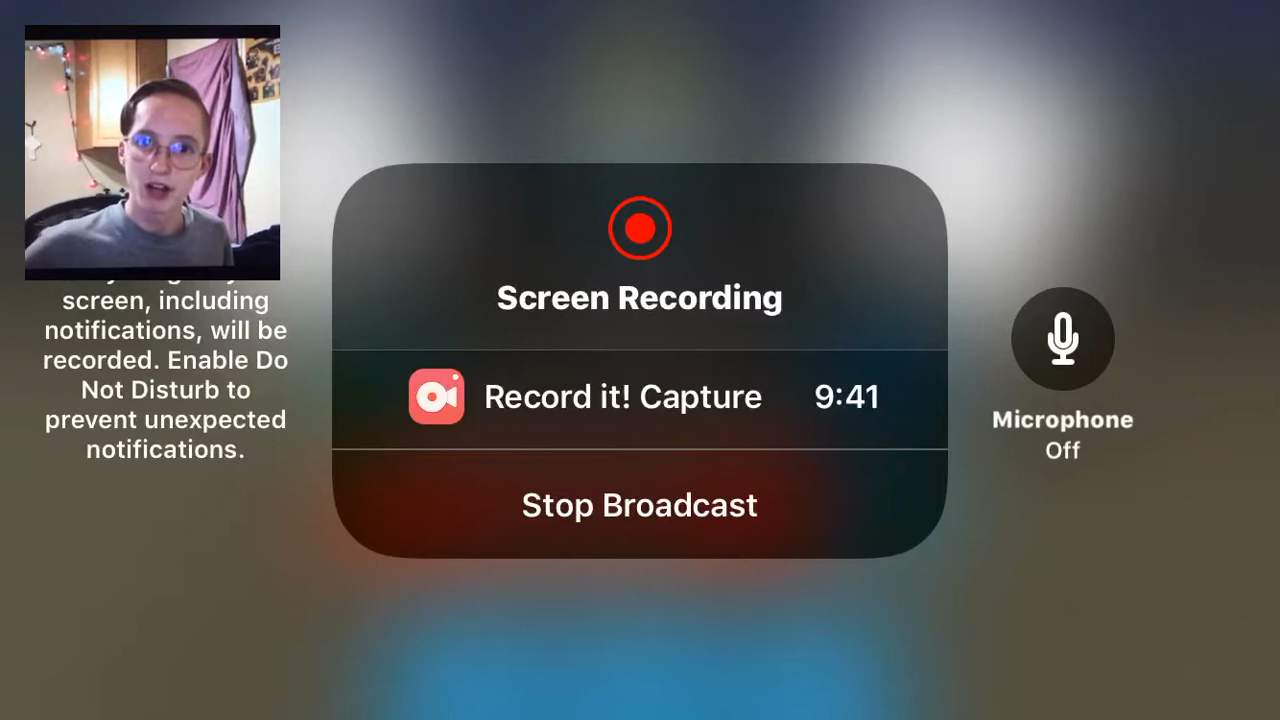 screen, including
notifications, will be
recorded. Enable Do
Not Disturb to
prevent unexpected
notifications.
Screen Recording
Record it! Capture 9:41
Stop Broadcast
Microphone
Off